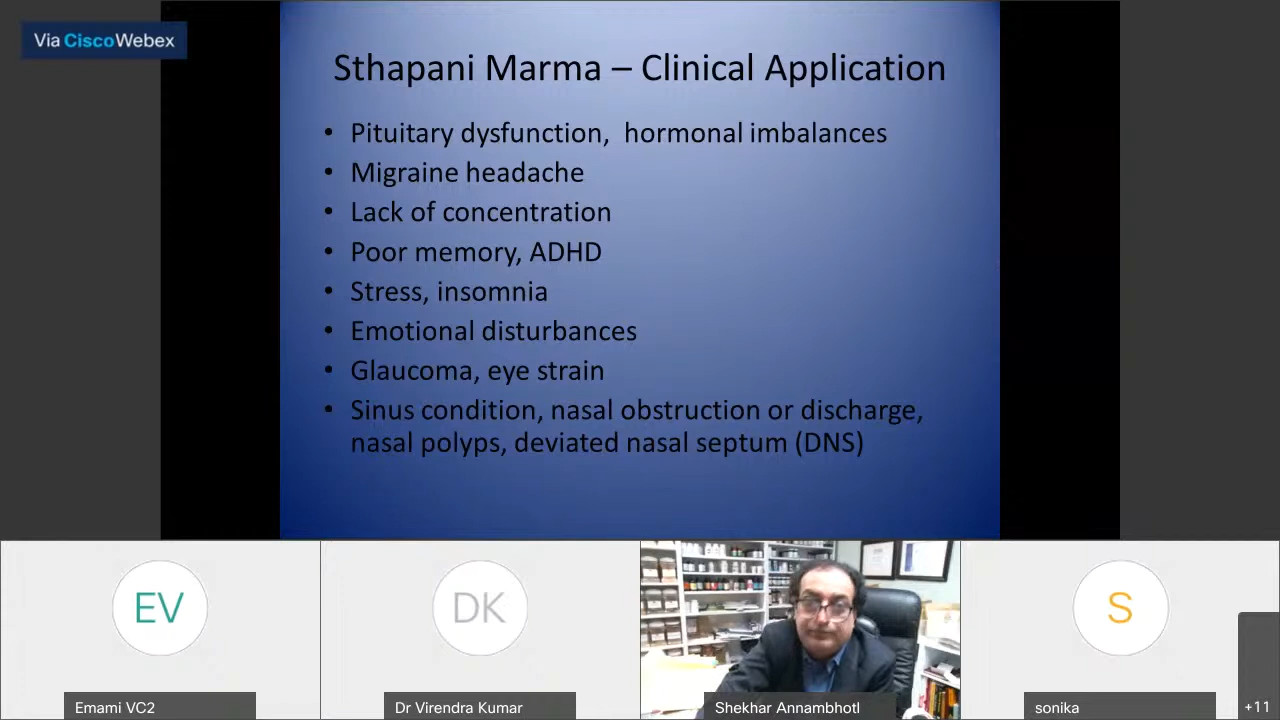 Via Cisco Webex
Sthapani Marma – Clinical Application
• Pituitary dysfunction, hormonal imbalances
• Migraine headache
• Lack of concentration
• Poor memory, ADHD
• Stress, insomnia
• Emotional disturbances
• Glaucoma, eye strain
• Sinus condition, nasal obstruction or discharge,
nasal polyps, deviated nasal septum (DNS)
EV
DK
S
Emami VC2
Dr Virendra Kumar
Shekhar Annambhotl
sonika
+11